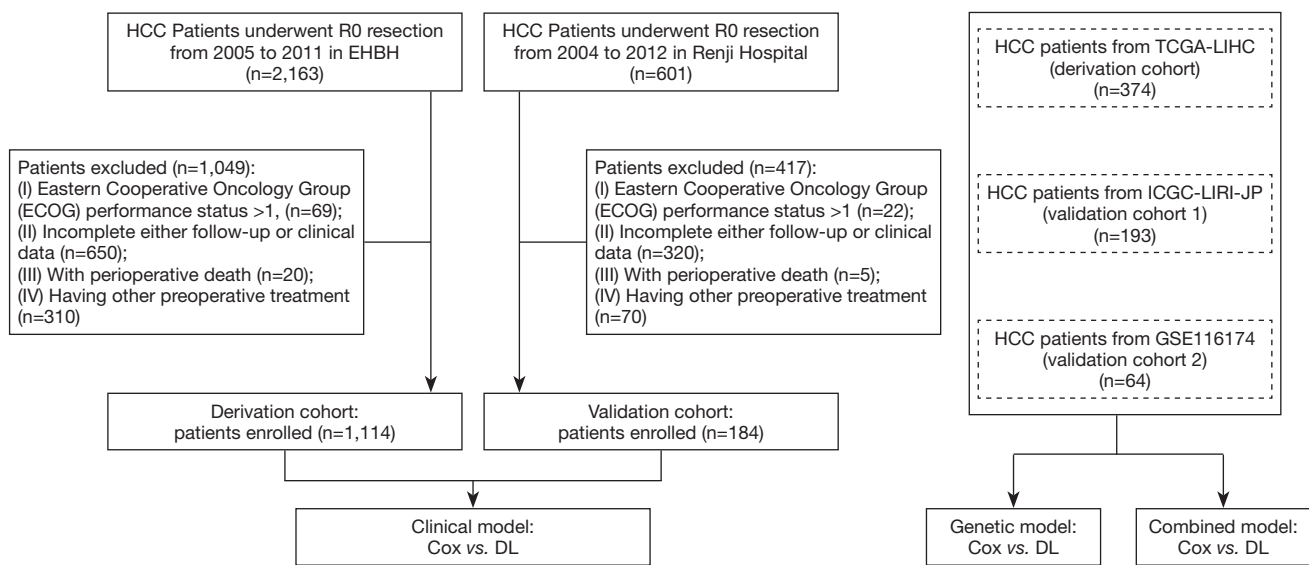 HCC Patients underwent R0 resection
from 2005 to 2011 in EHBH
(n=2,163)
HCC Patients underwent R0 resection
from 2004 to 2012 in Renji Hospital
(n=601)
Patients excluded (n=1,049):
(I) Eastern Cooperative Oncology Group
(ECOG) performance status >1, (n=69);
(II) Incomplete either follow-up or clinical
data (n=650);
(III) With perioperative death (n=20);
(IV) Having other preoperative treatment
(n=310)
Patients excluded (n=417):
(I) Eastern Cooperative Oncology Group
(ECOG) performance status >1 (n=22);
(II) Incomplete either follow-up or clinical
data (n=320);
(III) With perioperative death (n=5);
(IV) Having other preoperative treatment
(n=70)
Derivation cohort:
patients enrolled (n=1,114)
Validation cohort:
patients enrolled (n=184)
Clinical model:
Cox vs. DL
HCC patients from TCGA-LIHC
(derivation cohort)
(n=374)
HCC patients from ICGC-LIRI-JP
(validation cohort 1)
(n=193)
HCC patients from GSE116174
(validation cohort 2)
(n=64)
Genetic model:
Cox vs. DL
Combined model:
Cox vs. DL